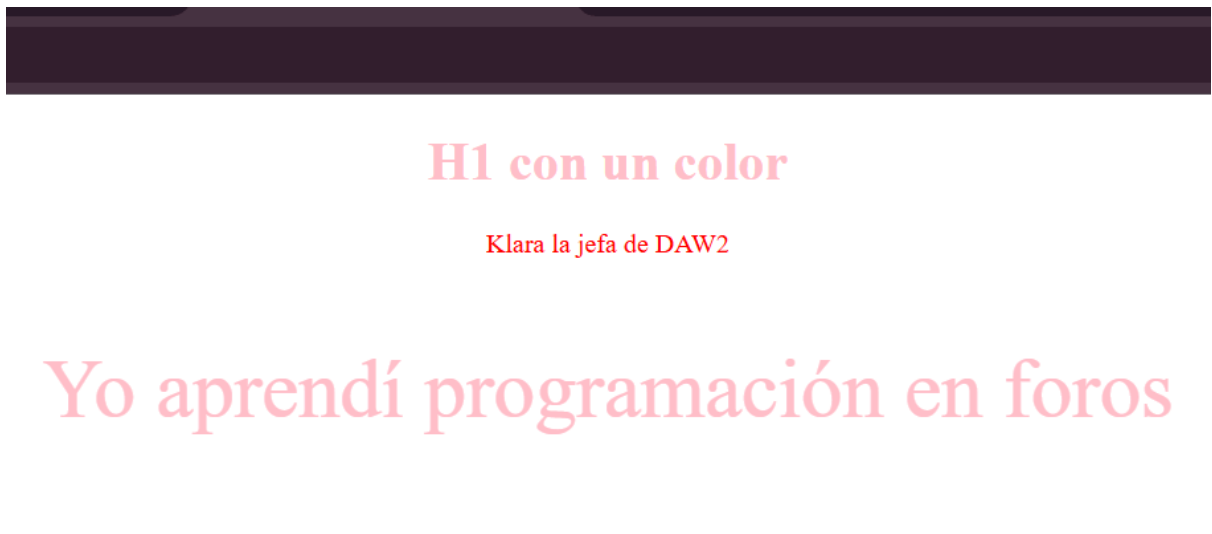 H1 con un color
Klara la jefa de DAW2
Yo aprendí programación en foros